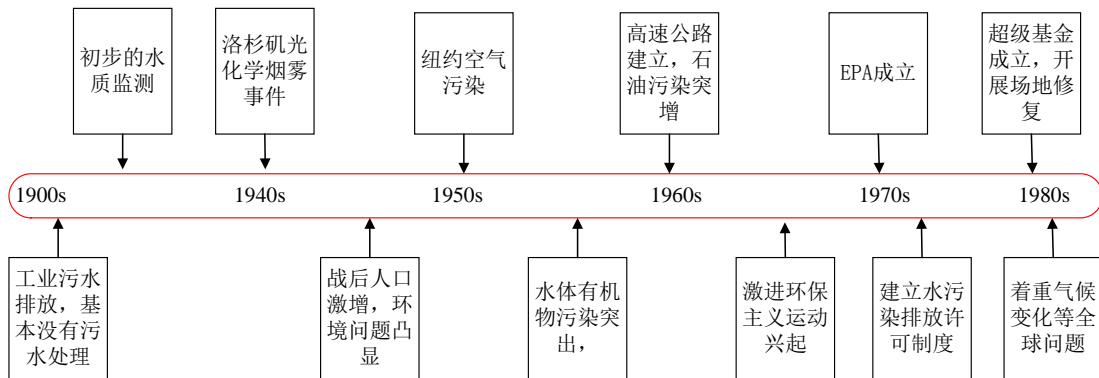 初步的水
质监测
洛杉矶光
化学烟雾
事件
纽约空气
污染
高速公路
建立，石
油污染突
增
EPA成立
超级基金
成立，开
展场地修
复
1900s
1940s
1950s
1960s
1970s
1980s
工业污水
排放，基
本没有污
水处理
战后人口
激增，环
境问题凸
显
水体有机
物污染突
出，
激进环保
主义运动
兴起
建立水污
染排放许
可制度
着重气候
变化等全
球问题